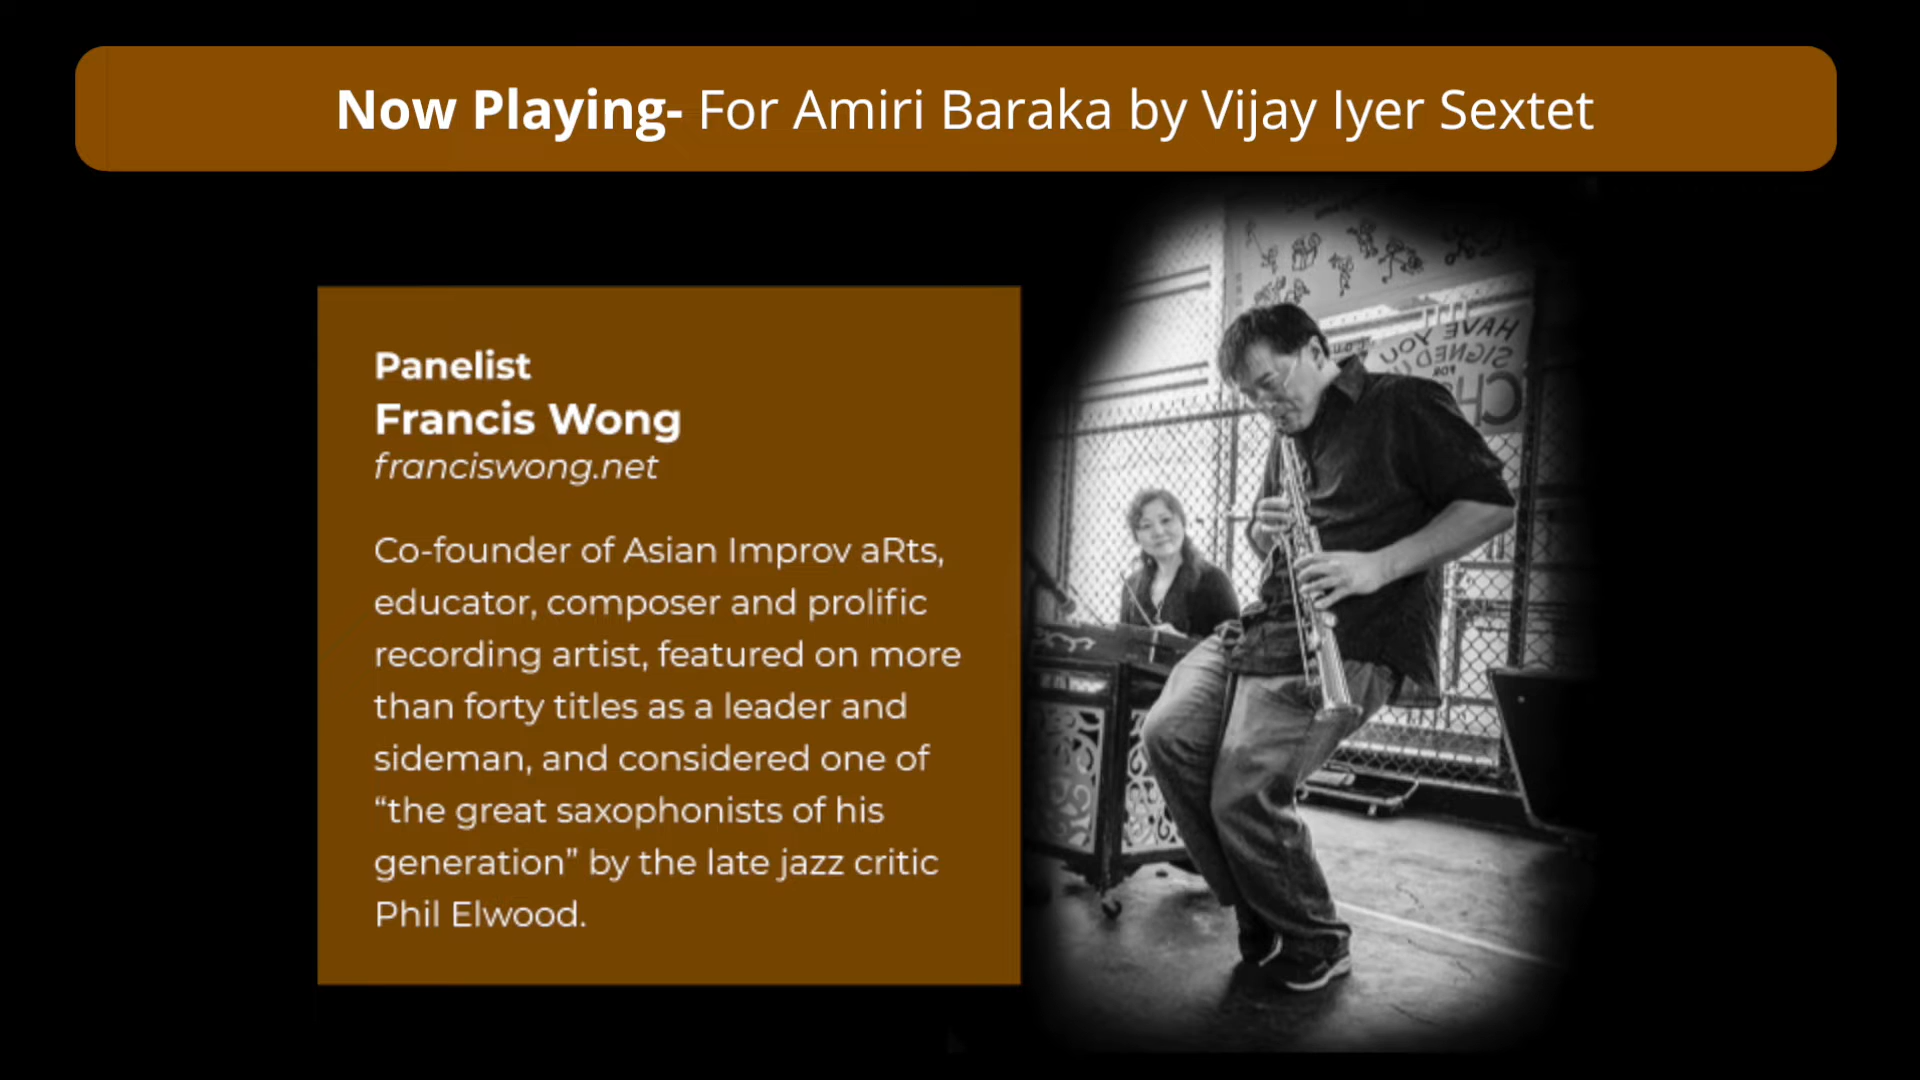 Now Playing- For Amiri Baraka by Vijay Iyer Sextet
Panelist
Francis Wong
franciswong.net
Co-founder of Asian Improv aRts,
educator, composer and prolific
recording artist, featured on more
than forty titles as a leader and
sideman, and considered one of
“the great saxophonists of his
generation” by the late jazz critic
Phil Elwood.
HAVE YOU
SIGNED
FOR